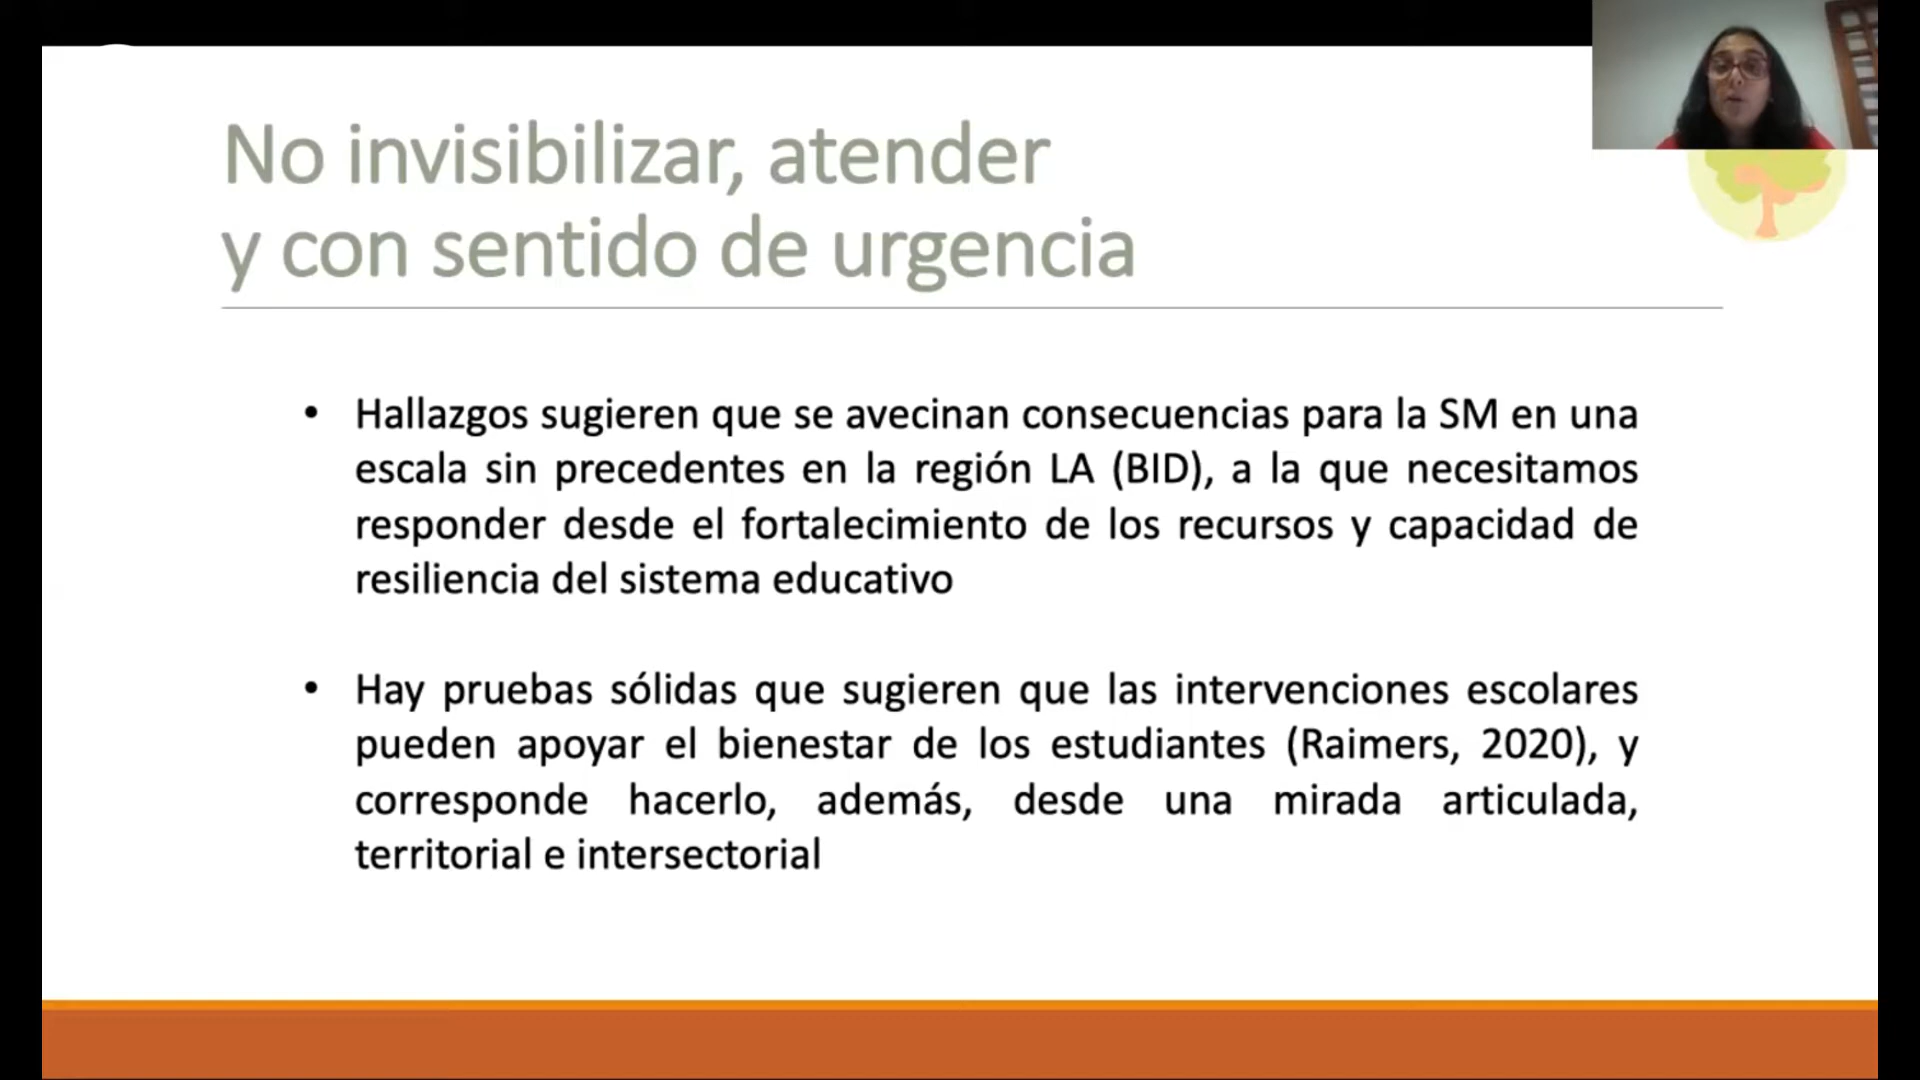 No invisibilizar, atender
y con sentido de urgencia
• Hallazgos sugieren que se avecinan consecuencias para la SM en una
escala sin precedentes en la región LA (BID), a la que necesitamos
responder desde el fortalecimiento de los recursos y capacidad de
resiliencia del sistema educativo
• Hay pruebas sólidas que sugieren que las intervenciones escolares
pueden apoyar el bienestar de los estudiantes (Raimers, 2020), y
corresponde hacerlo, además, desde una mirada articulada,
territorial e intersectorial